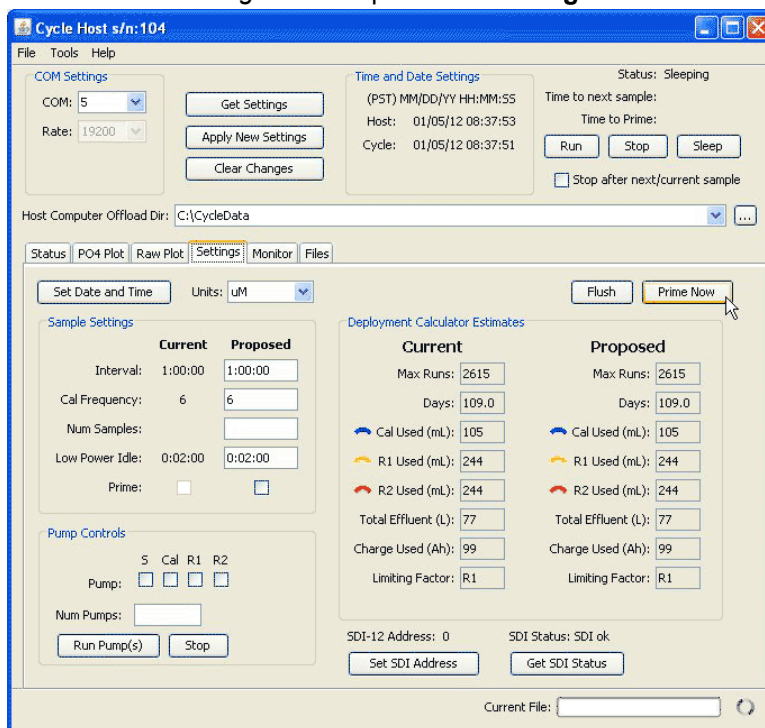 Cycle Host s/n:104
File Tools Help
COM Settings
COM: 5
Rate: 19200
Get Settings
Apply New Settings
Clear Changes
Time and Date Settings
(PST) MM/DD/YY HH:MM:SS
Host: 01/05/12 08:37:53
Cycle: 01/05/12 08:37:51
Status: Sleeping
Time to next sample:
Time to Prime:
Run Stop Sleep
Stop after next/current sample
Host Computer Offload Dir: C:\CycleData
...
Status PO4 Plot Raw Plot Settings Monitor Files
Set Date and Time Units: uM
Flush Prime Now
Sample Settings
Current Proposed
Interval: 1:00:00 1:00:00
Cal Frequency: 6 6
Num Samples:
Low Power Idle: 0:02:00 0:02:00
Prime:
Pump Controls
S Cal R1 R2
Pump:
Num Pumps:
Run Pump(s) Stop
Deployment Calculator Estimates
Current Proposed
Max Runs: 2615 Max Runs: 2615
Days: 109.0 Days: 109.0
Cal Used (mL): 105 Cal Used (mL): 105
R1 Used (mL): 244 R1 Used (mL): 244
R2 Used (mL): 244 R2 Used (mL): 244
Total Effluent (L): 77 Total Effluent (L): 77
Charge Used (Ah): 99 Charge Used (Ah): 99
Limiting Factor: R1 Limiting Factor: R1
SDI-12 Address: 0 SDI Status: SDI ok
Set SDI Address Get SDI Status
Current File: